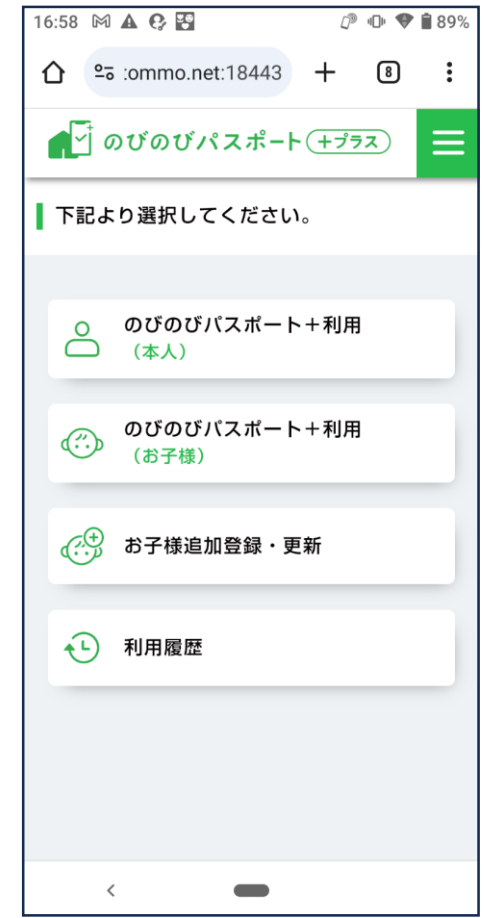 16:58
89%
:ommo.net:18443
8
のびのびパスポート+プラス
下記より選択してください。
のびのびパスポート+利用
(本人)
のびのびパスポート+利用
(お子様)
お子様追加登録・更新
利用履歴